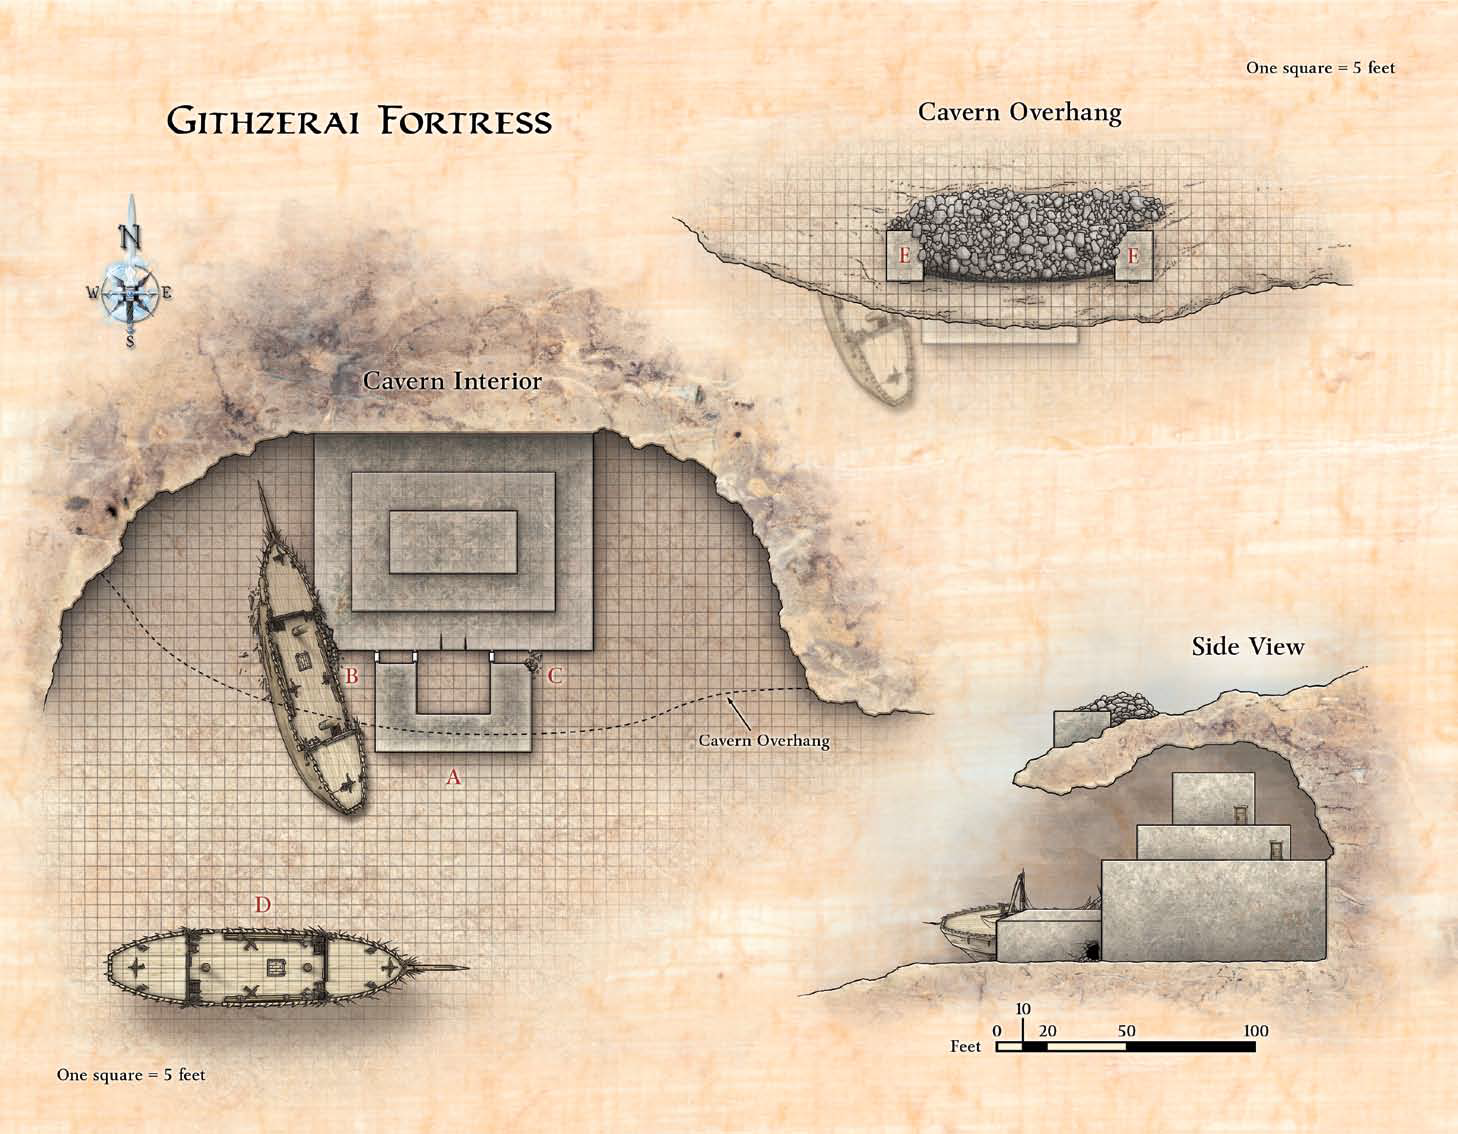 One square = 5 feet
Githzerai Fortress
Cavern Overhang
N
W E
S
E E
Cavern Interior
B C
Cavern Overhang
A
D
One square = 5 feet
Side View
10
0 20 50 100
Feet